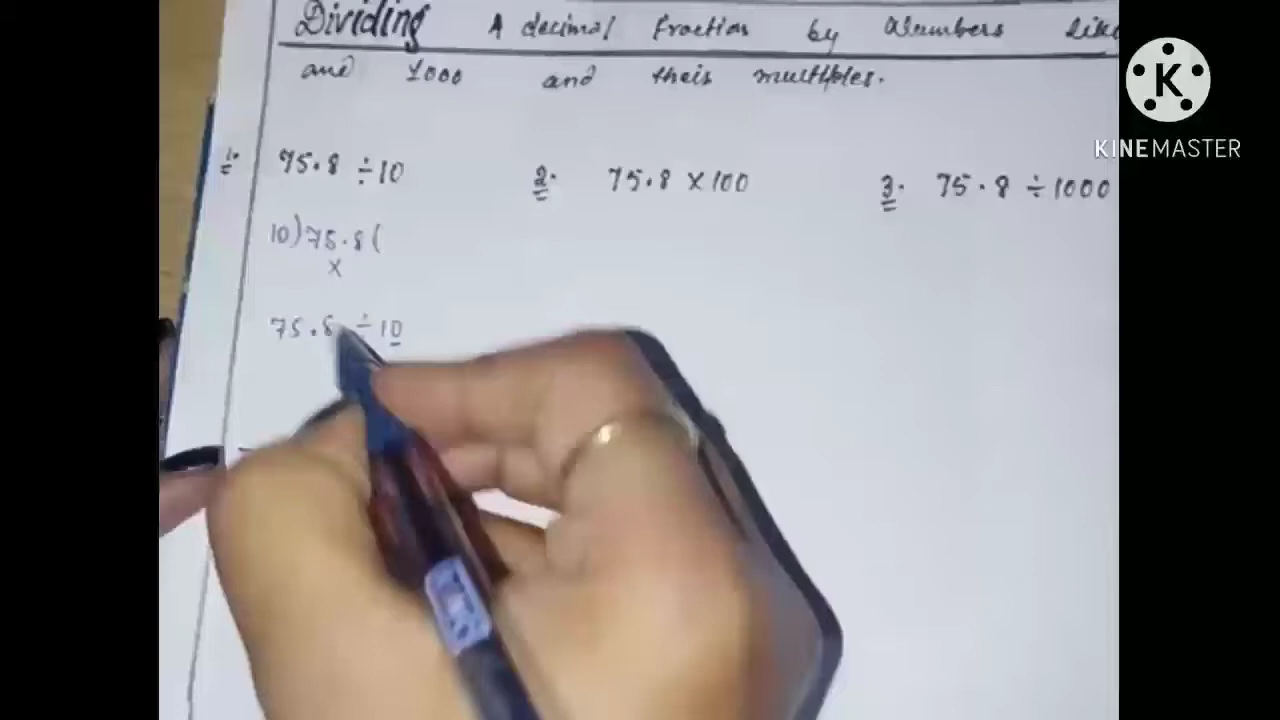 Dividing A decimal fraction by Numbers like
and 1000 and their multiples.
1. 75.8 ÷ 10
2. 75.8 × 100
3. 75.8 ÷ 1000
10)75.8(
×
75.8 ÷ 10
K
KINEMASTER